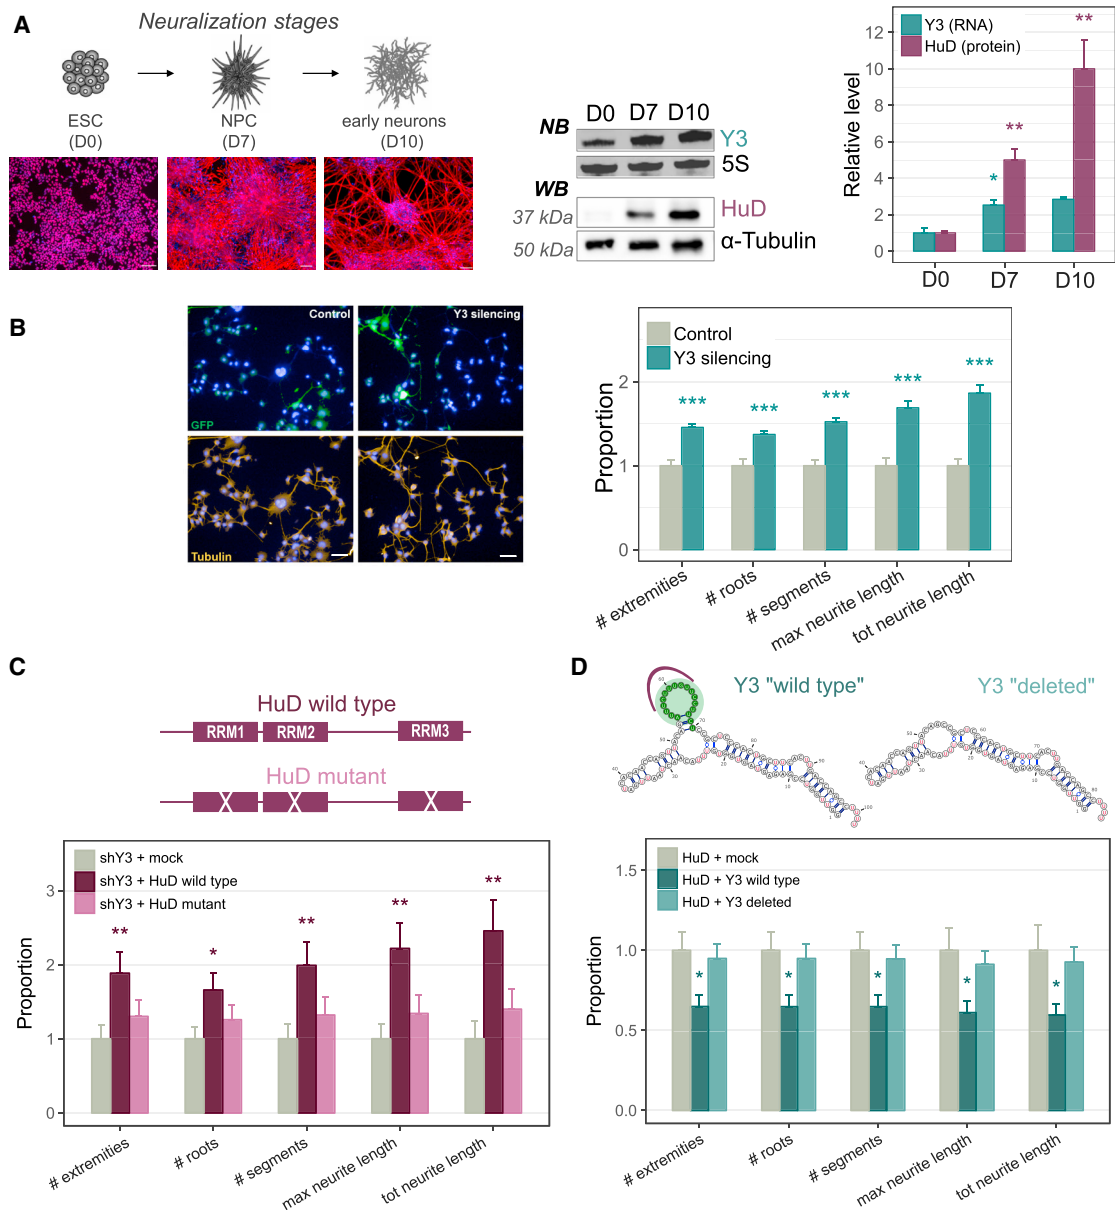 A
Neuralization stages
ESC
(D0)
NPC
(D7)
early neurons
(D10)
D0 D7 D10
NB
Y3
5S
WB
37 kDa
HuD
50 kDa
α-Tubulin
Y3 (RNA)
HuD (protein)
Relative level
12
10
8
6
4
2
0
*
**
**
D0
D7
D10
B
Control
Y3 silencing
GFP
Tubulin
Control
Y3 silencing
Proportion
2
1
0
***
***
***
***
***
# extremities
# roots
# segments
max neurite length
tot neurite length
C
HuD wild type
RRM1
RRM2
RRM3
HuD mutant
shY3 + mock
shY3 + HuD wild type
shY3 + HuD mutant
Proportion
3
2
1
0
**
*
**
**
**
# extremities
# roots
# segments
max neurite length
tot neurite length
D
Y3 "wild type"
Y3 "deleted"
HuD + mock
HuD + Y3 wild type
HuD + Y3 deleted
Proportion
1.5
1.0
0.5
0.0
*
*
*
*
*
# extremities
# roots
# segments
max neurite length
tot neurite length